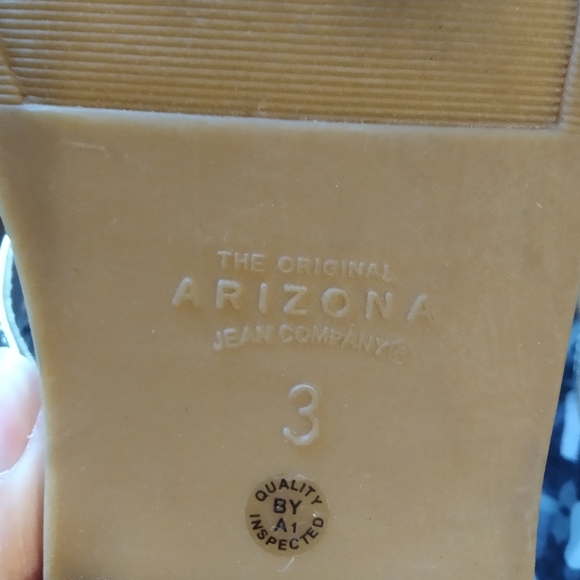 THE ORIGINAL
ARIZONA
JEAN COMPANY®
3
QUALITY
BY
A1
INSPECTED